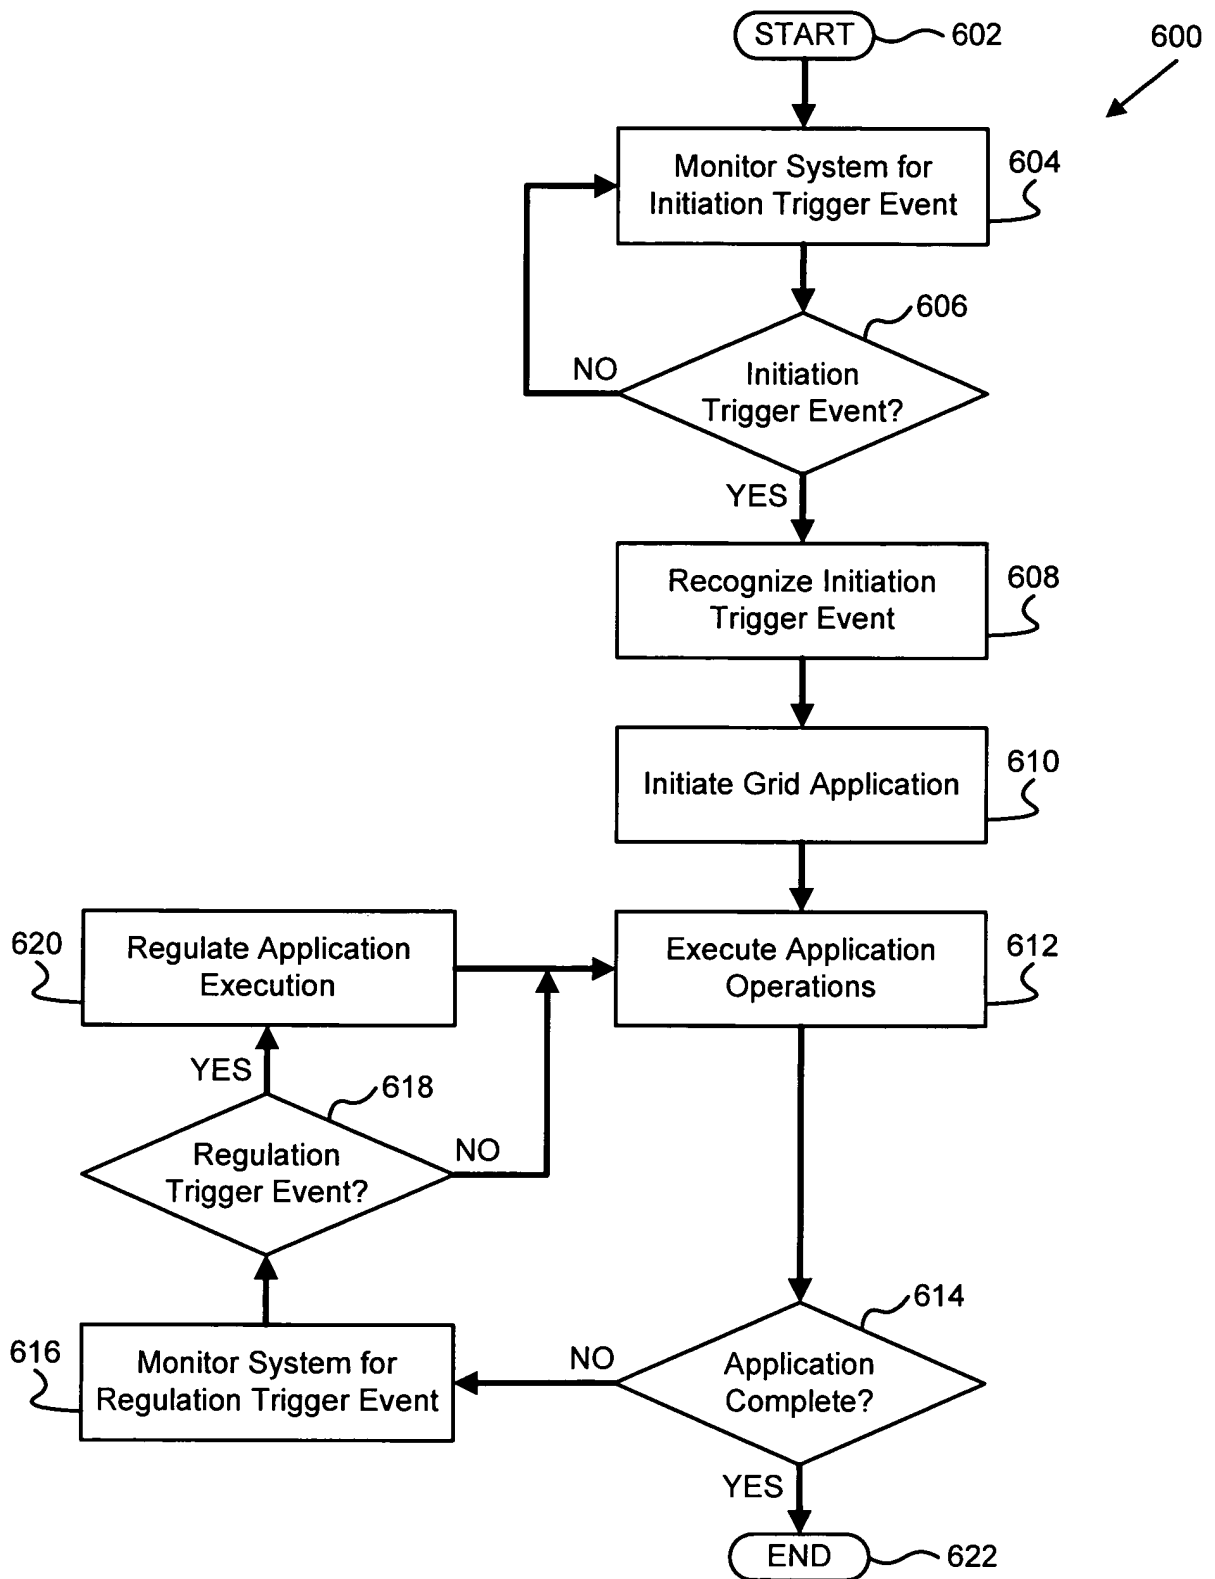 START
602
600
Monitor System for
Initiation Trigger Event
604
606
NO
Initiation
Trigger Event?
YES
Recognize Initiation
Trigger Event
608
Initiate Grid Application
610
620
Regulate Application
Execution
Execute Application
Operations
612
YES
618
Regulation
Trigger Event?
NO
614
616
Monitor System for
Regulation Trigger Event
NO
Application
Complete?
YES
END
622